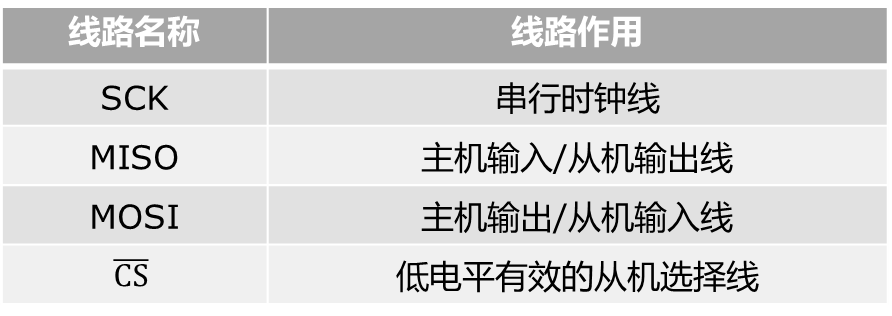 线路名称 线路作用
SCK 串行时钟线
MISO 主机输入/从机输出线
MOSI 主机输出/从机输入线
C̅S̅ 低电平有效的从机选择线